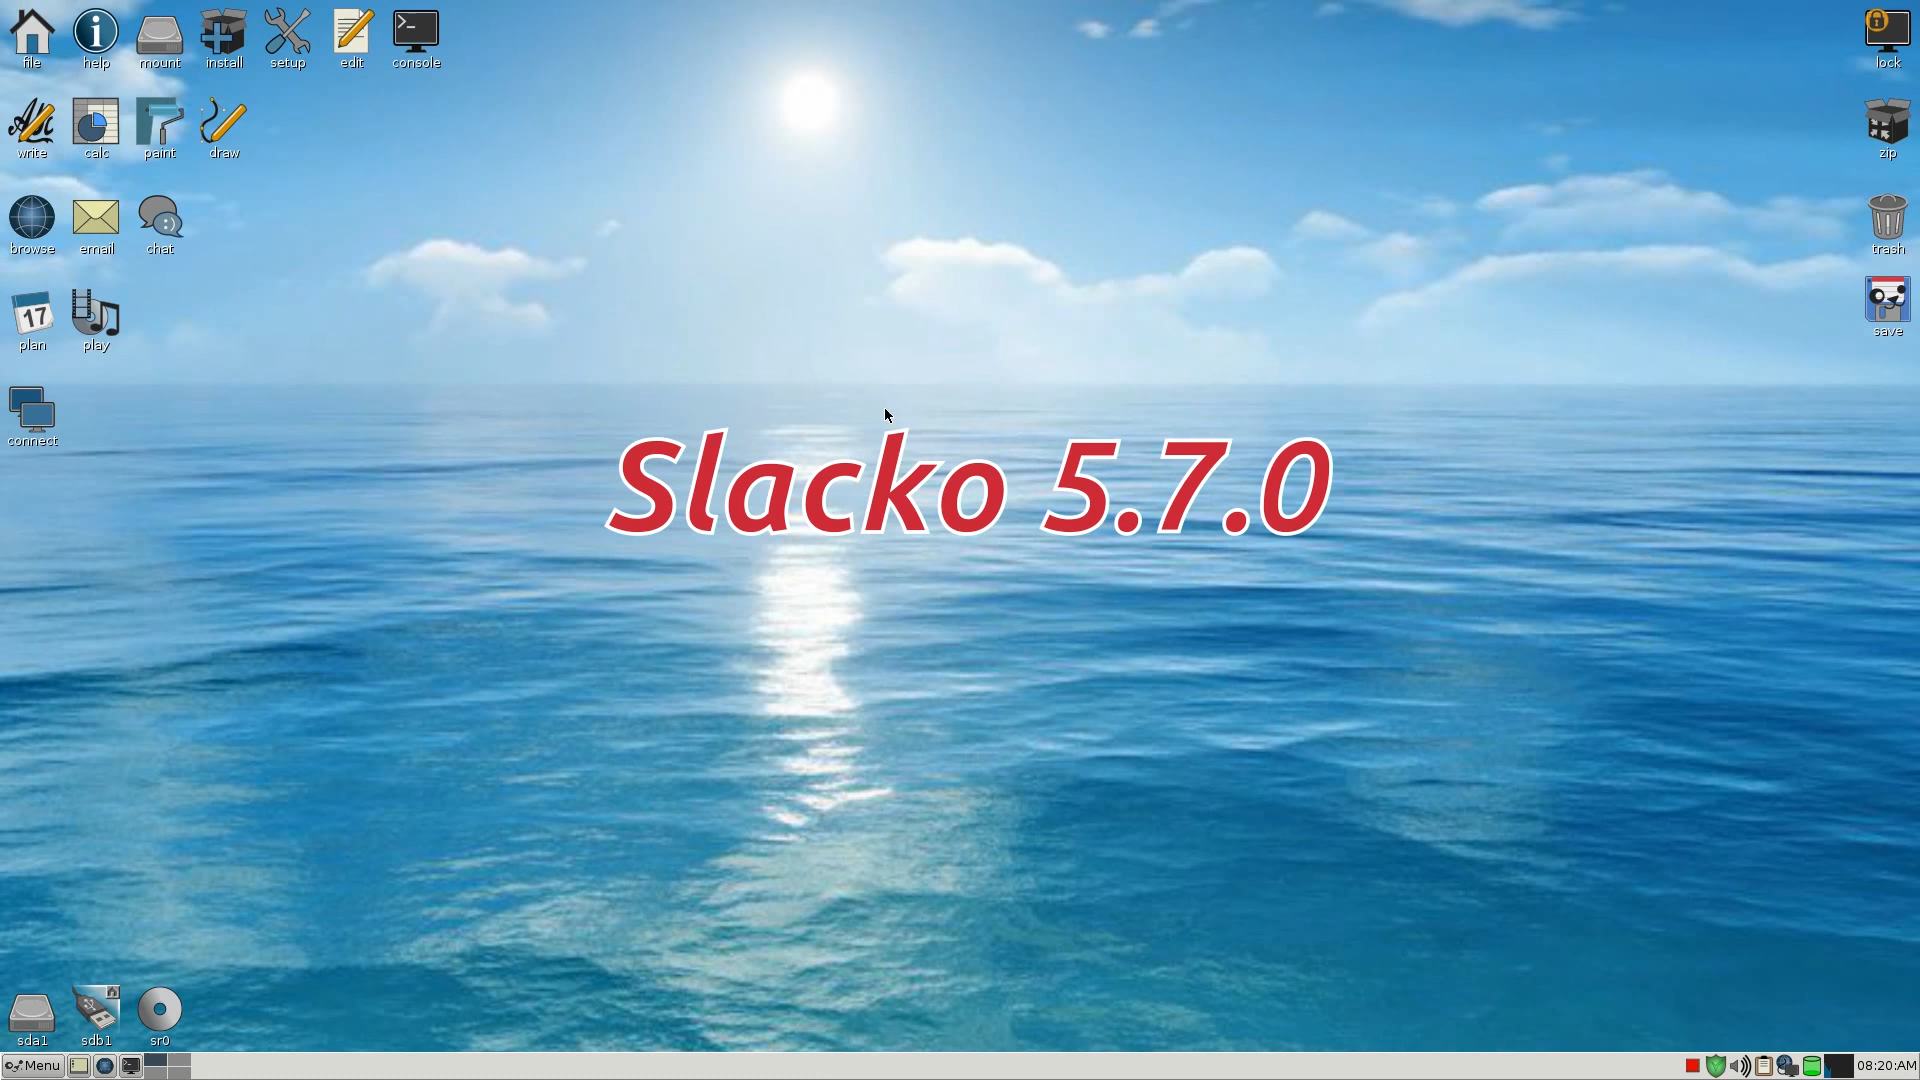 file help mount install setup edit console lock
write calc paint draw zip
browse email chat trash
17
plan play save
connect
Slacko 5.7.0
sda1 sdb1 sr0
Menu 08:20:AM